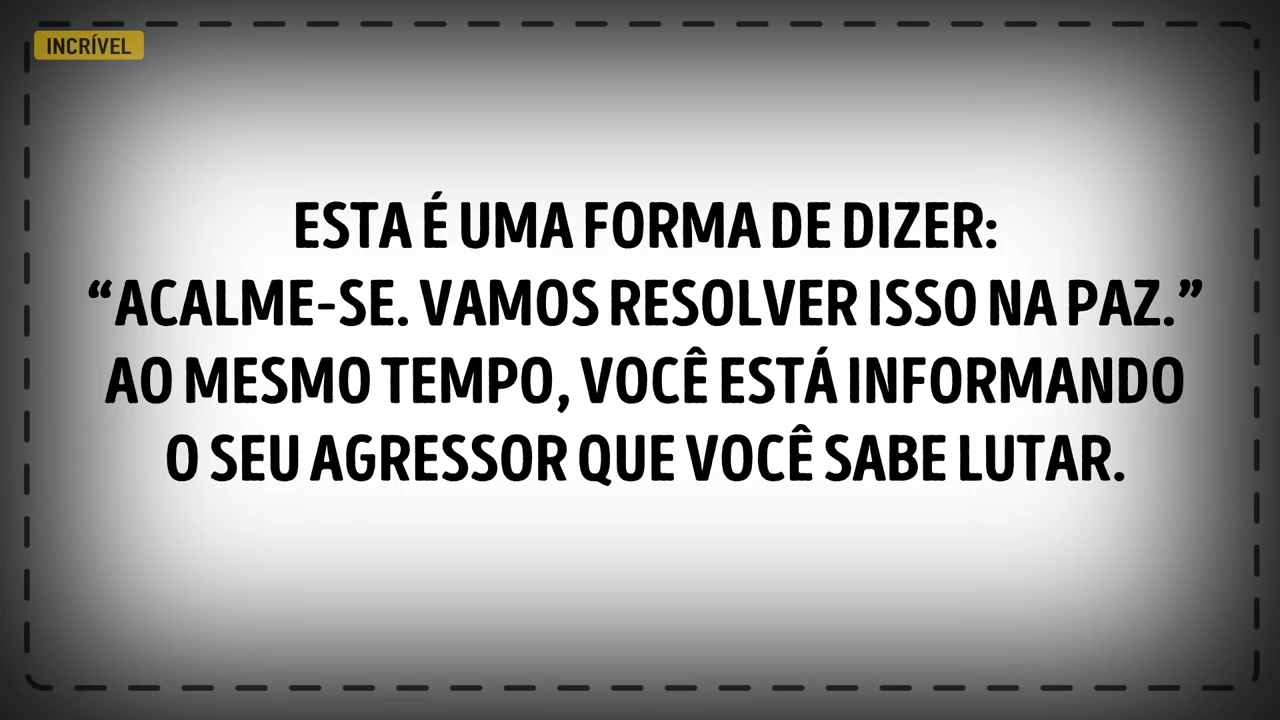 INCRÍVEL
ESTA É UMA FORMA DE DIZER:
“ACALME-SE. VAMOS RESOLVER ISSO NA PAZ.”
AO MESMO TEMPO, VOCÊ ESTÁ INFORMANDO
O SEU AGRESSOR QUE VOCÊ SABE LUTAR.